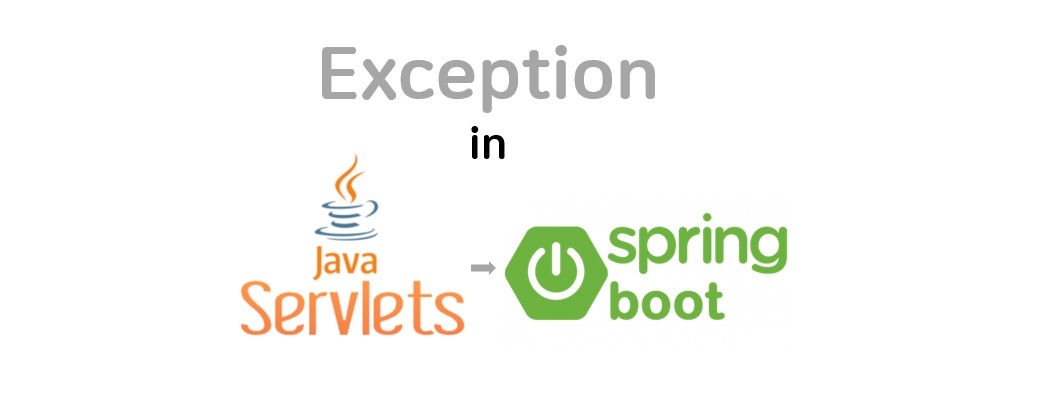 Exception
in
Java
Servlets
spring
boot